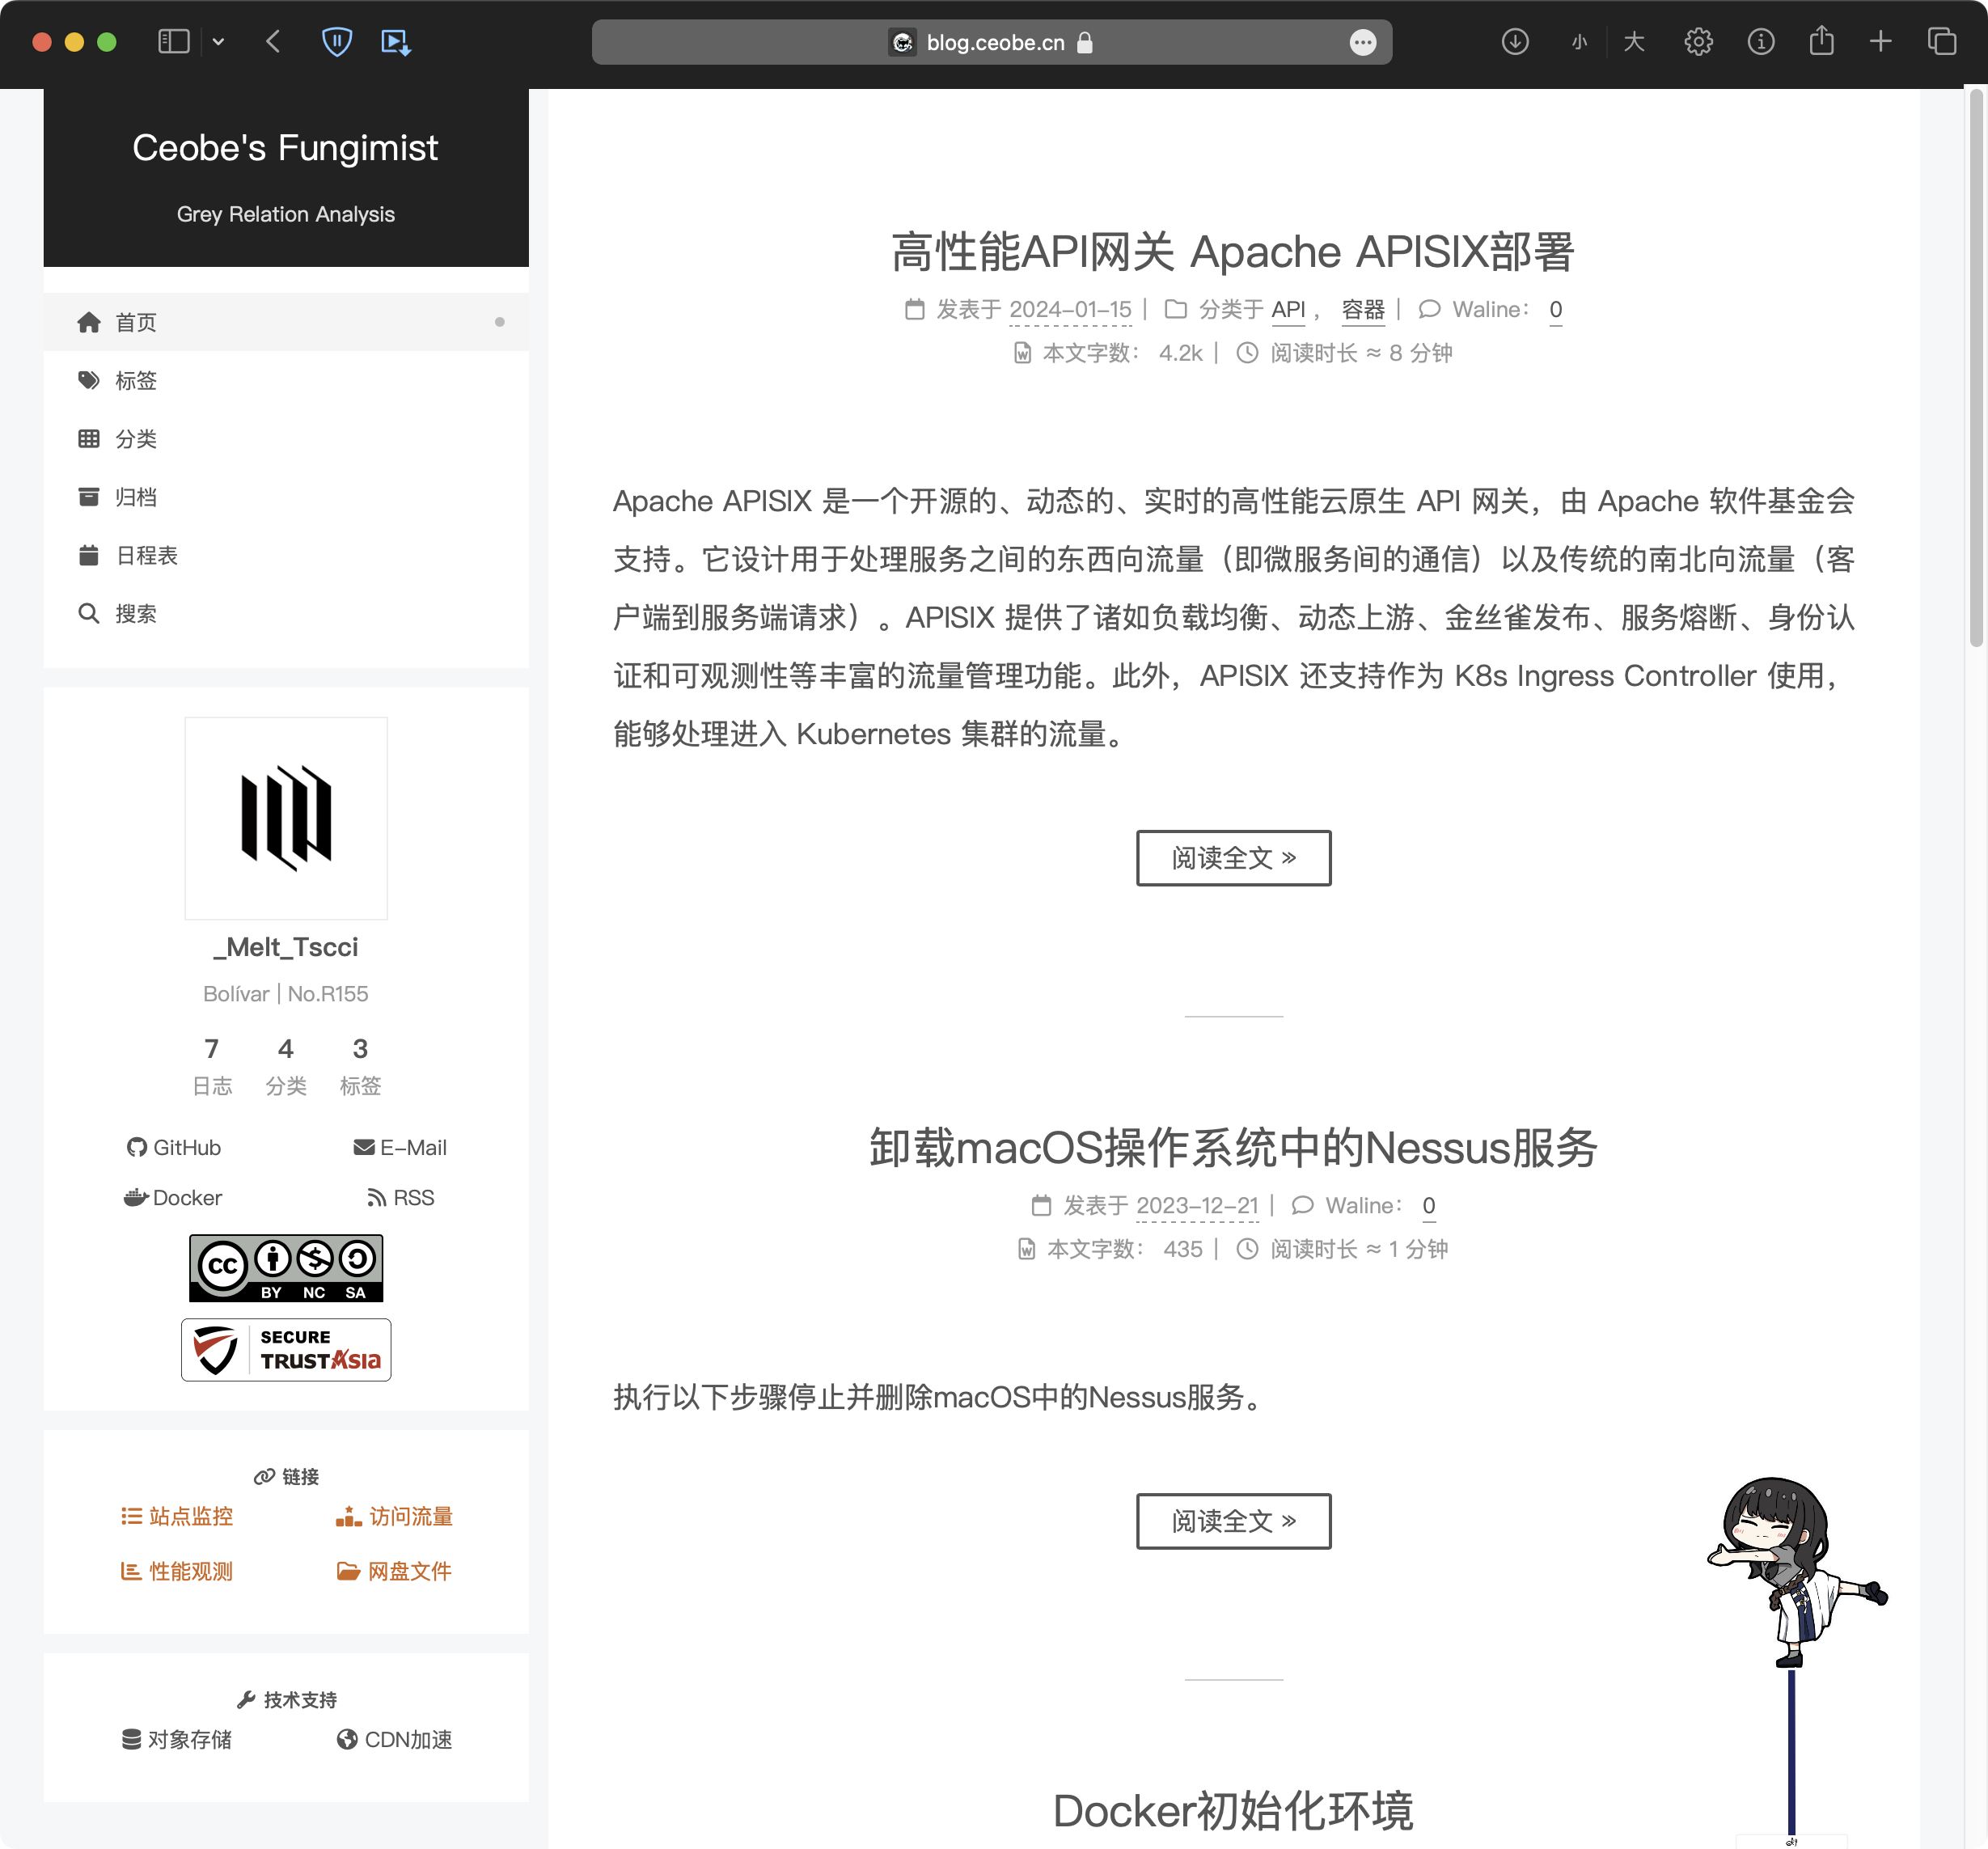 blog.ceobe.cn
小 大
Ceobe's Fungimist
Grey Relation Analysis
首页
标签
分类
归档
日程表
搜索
_Melt_Tscci
Bolívar | No.R155
7 4 3
日志 分类 标签
GitHub E-Mail
Docker RSS
CC BY NC SA
SECURE
TRUSTAsia
链接
站点监控 访问流量
性能观测 网盘文件
技术支持
对象存储 CDN加速
高性能API网关 Apache APISIX部署
发表于 2024-01-15 | 分类于 API ， 容器 | Waline： 0
本文字数： 4.2k | 阅读时长 ≈ 8 分钟
Apache APISIX 是一个开源的、动态的、实时的高性能云原生 API 网关，由 Apache 软件基金会
支持。它设计用于处理服务之间的东西向流量（即微服务间的通信）以及传统的南北向流量（客
户端到服务端请求）。APISIX 提供了诸如负载均衡、动态上游、金丝雀发布、服务熔断、身份认
证和可观测性等丰富的流量管理功能。此外，APISIX 还支持作为 K8s Ingress Controller 使用，
能够处理进入 Kubernetes 集群的流量。
阅读全文 »
卸载macOS操作系统中的Nessus服务
发表于 2023-12-21 | Waline： 0
本文字数： 435 | 阅读时长 ≈ 1 分钟
执行以下步骤停止并删除macOS中的Nessus服务。
阅读全文 »
Docker初始化环境